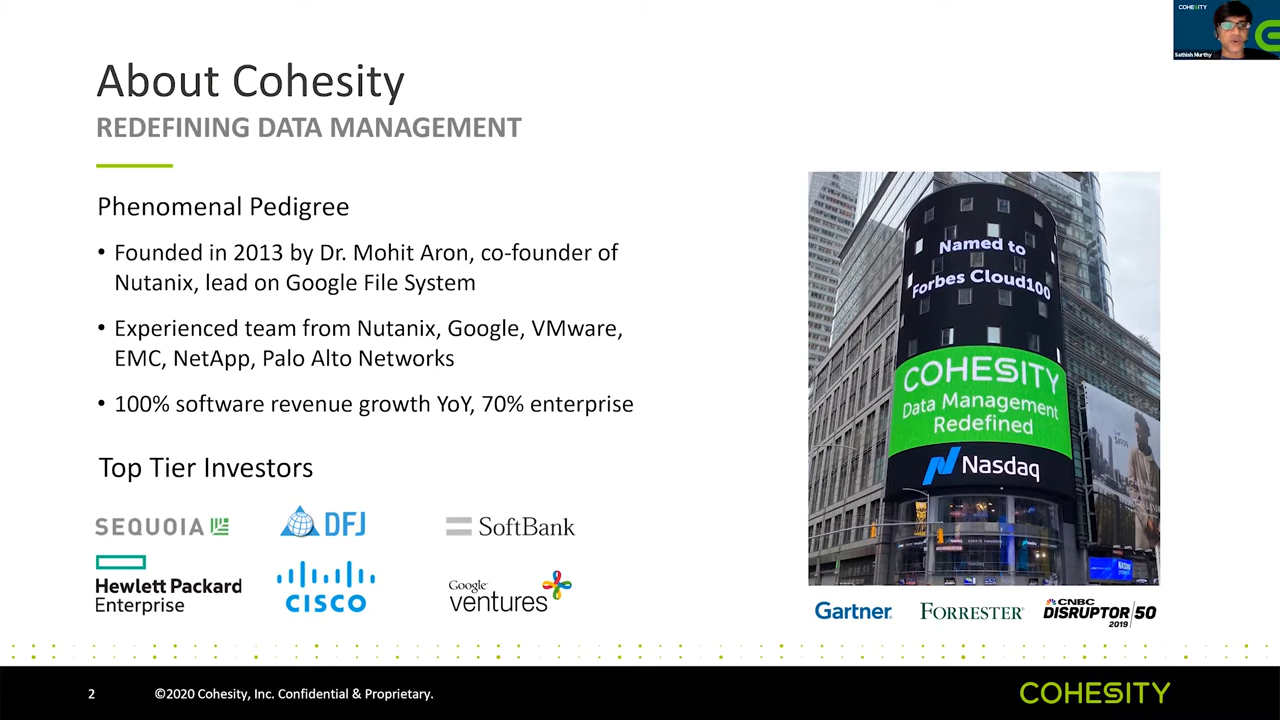 COHESITY
Sathish Murthy
About Cohesity
REDEFINING DATA MANAGEMENT
Phenomenal Pedigree
• Founded in 2013 by Dr. Mohit Aron, co-founder of
Nutanix, lead on Google File System
• Experienced team from Nutanix, Google, VMware,
EMC, NetApp, Palo Alto Networks
• 100% software revenue growth YoY, 70% enterprise
Top Tier Investors
SEQUOIA
DFJ
SoftBank
Hewlett Packard
Enterprise
CISCO
Google
ventures
Named to
Forbes Cloud100
COHESITY
Data Management
Redefined
Nasdaq
Gartner
FORRESTER
CNBC
DISRUPTOR/50
2019
2
©2020 Cohesity, Inc. Confidential & Proprietary.
COHESITY